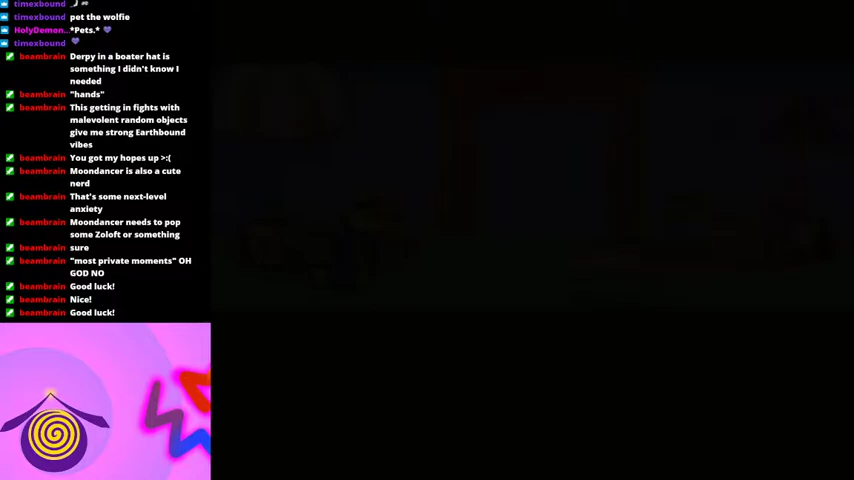 timexbound
timexbound pet the wolfie
HolyDemon... *Pets.* 💜
timexbound 💜
beambrain Derpy in a boater hat is
something I didn't know I
needed
beambrain "hands"
beambrain This getting in fights with
malevolent random objects
give me strong Earthbound
vibes
beambrain You got my hopes up >:(
beambrain Moondancer is also a cute
nerd
beambrain That's some next-level
anxiety
beambrain Moondancer needs to pop
some Zoloft or something
beambrain sure
beambrain "most private moments" OH
GOD NO
beambrain Good luck!
beambrain Nice!
beambrain Good luck!